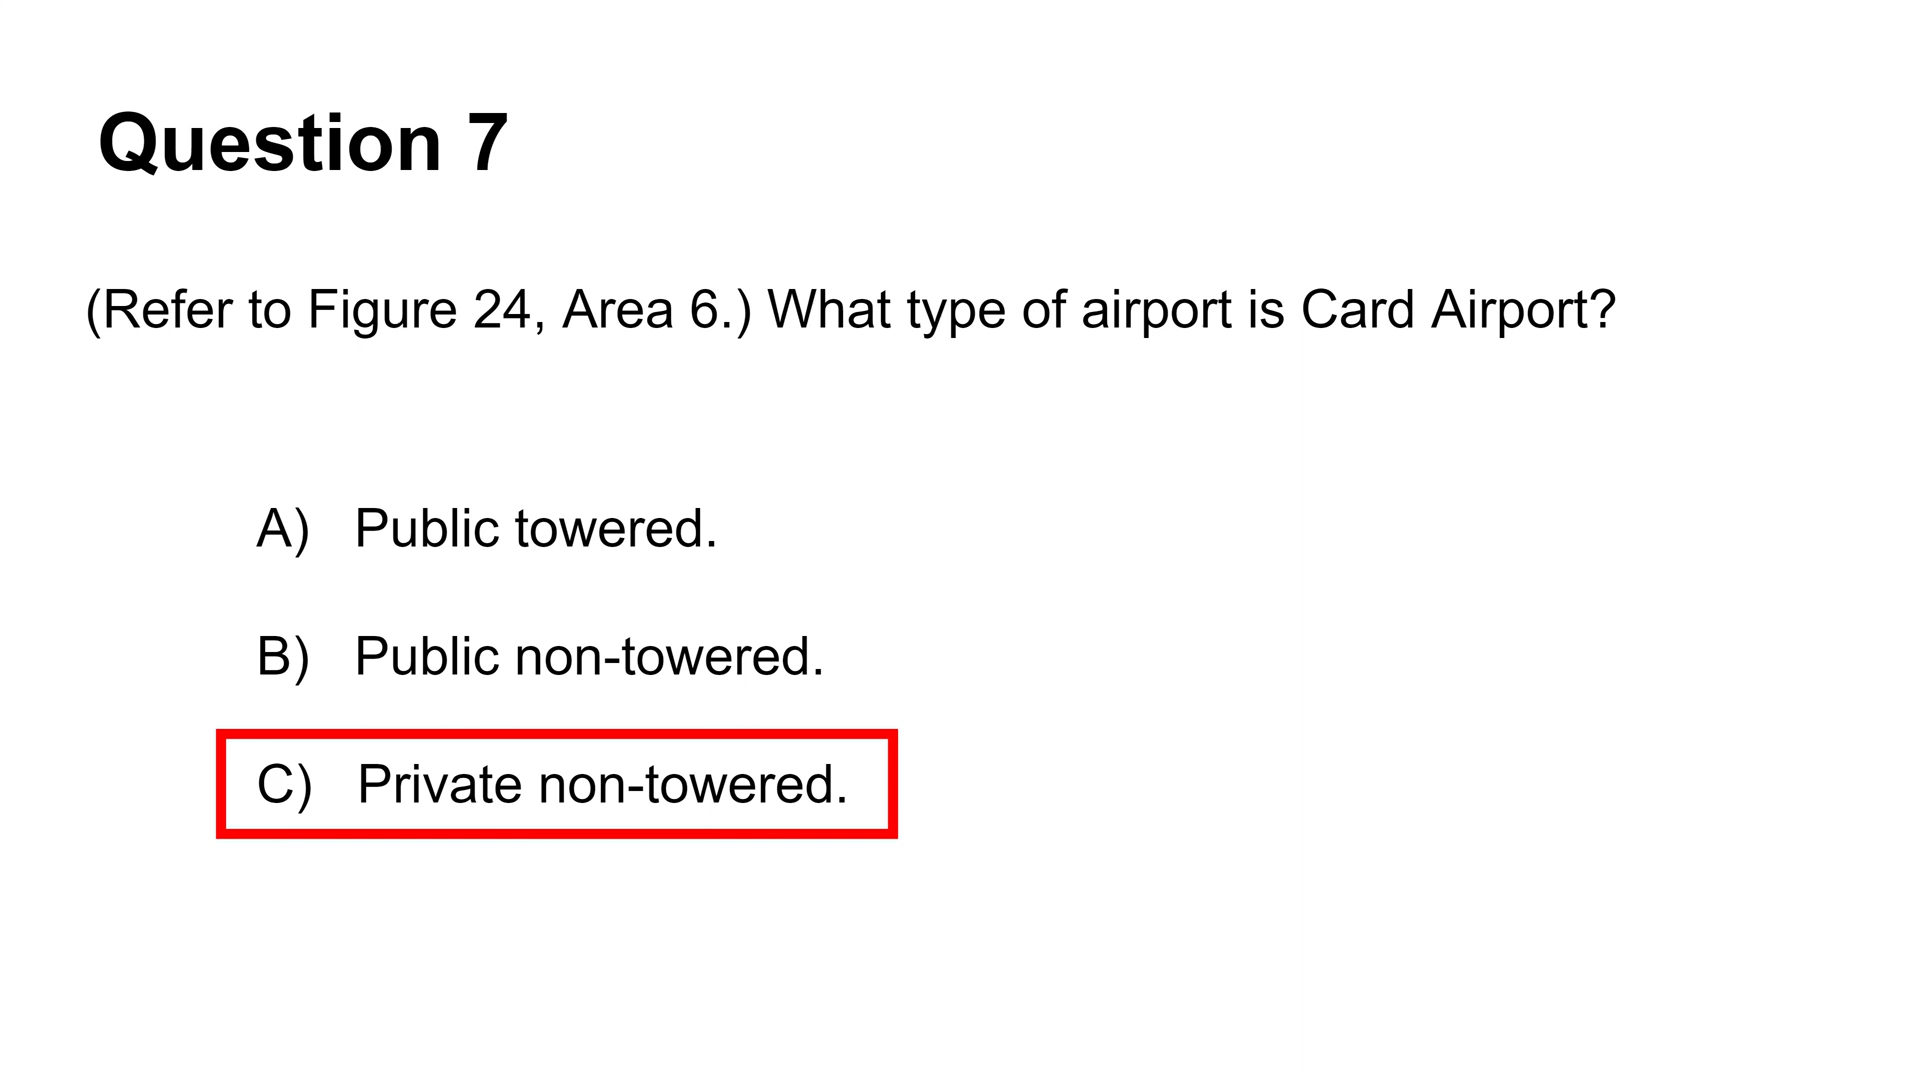 Question 7
(Refer to Figure 24, Area 6.) What type of airport is Card Airport?
A) Public towered.
B) Public non-towered.
C) Private non-towered.